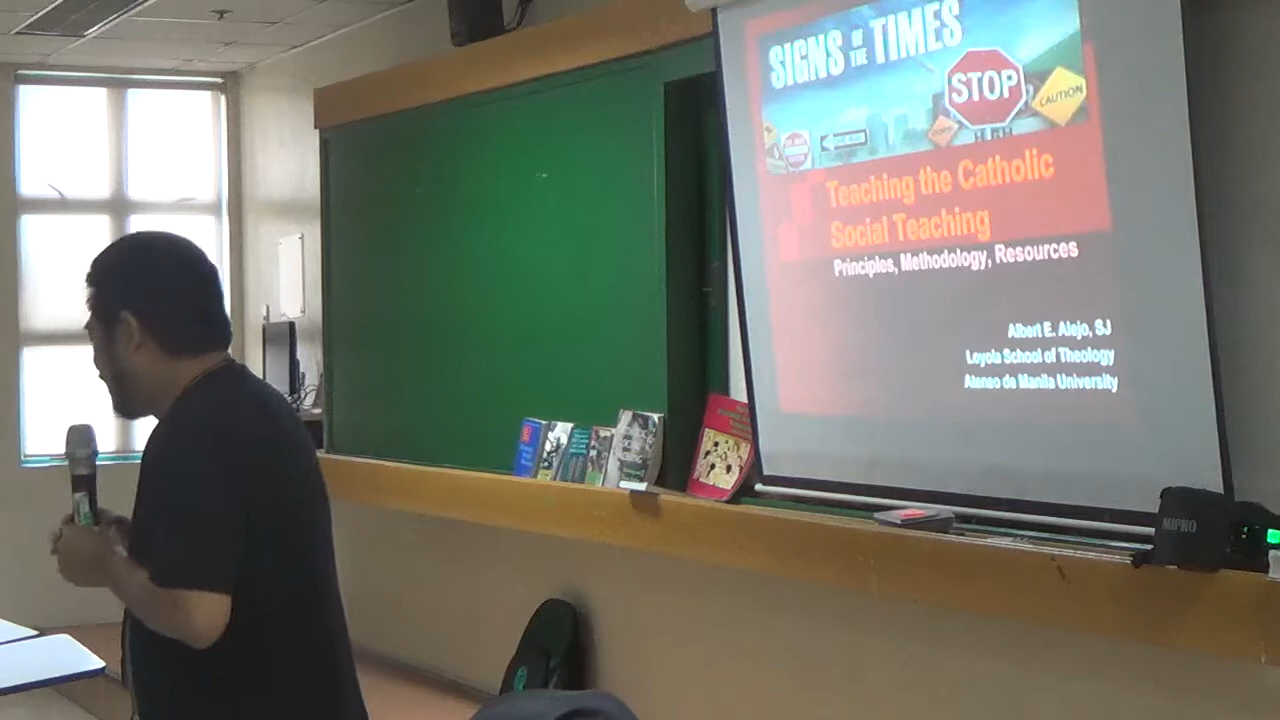 SIGNS OF THE TIMES
STOP
CAUTION
Teaching the Catholic
Social Teaching
Principles, Methodology, Resources
Albert E. Alejo, SJ
Loyola School of Theology
Ateneo de Manila University
MIPRO